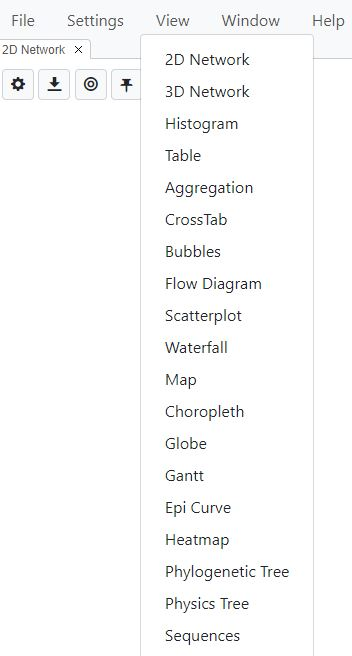 File Settings View Window Help
2D Network ×
2D Network
3D Network
Histogram
Table
Aggregation
CrossTab
Bubbles
Flow Diagram
Scatterplot
Waterfall
Map
Choropleth
Globe
Gantt
Epi Curve
Heatmap
Phylogenetic Tree
Physics Tree
Sequences